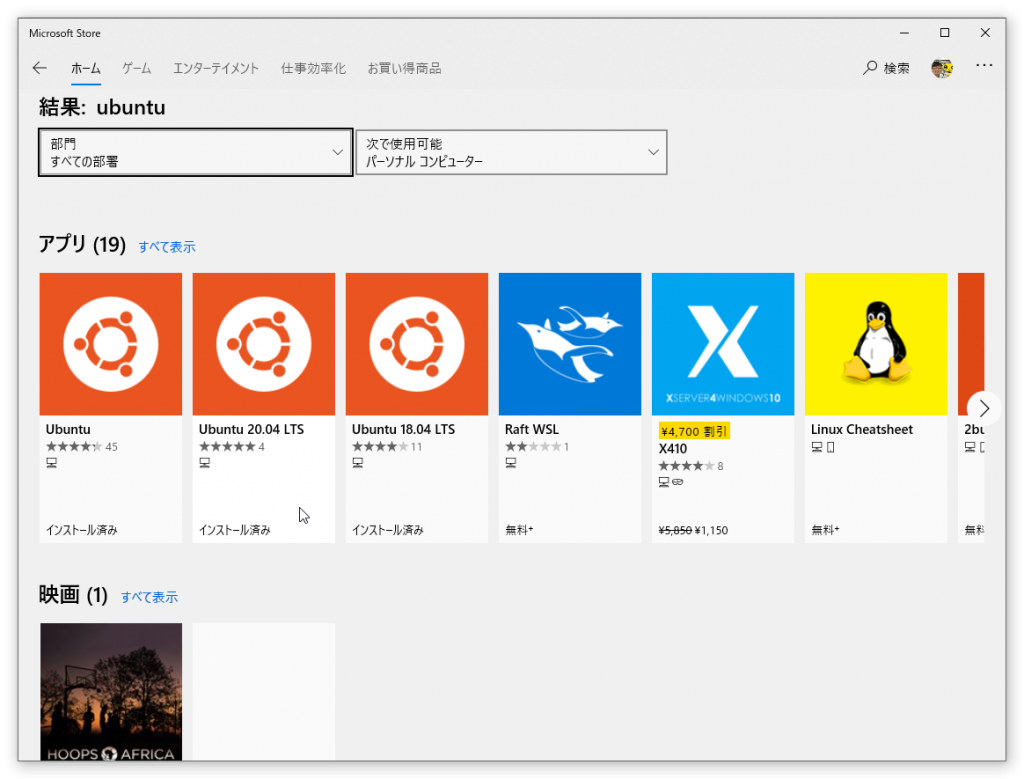 Microsoft Store
ホーム ゲーム エンターテイメント 仕事効率化 お買い得商品 検索
結果: ubuntu
部門
すべての部署
次で使用可能
パーソナル コンピューター
アプリ (19) すべて表示
XSERVER4WINDOWS10
Ubuntu
45
インストール済み
Ubuntu 20.04 LTS
4
インストール済み
Ubuntu 18.04 LTS
11
インストール済み
Raft WSL
1
無料+
¥4,700 割引
X410
8
¥5,850 ¥1,150
Linux Cheatsheet
無料+
無料
映画 (1) すべて表示
HOOPS AFRICA